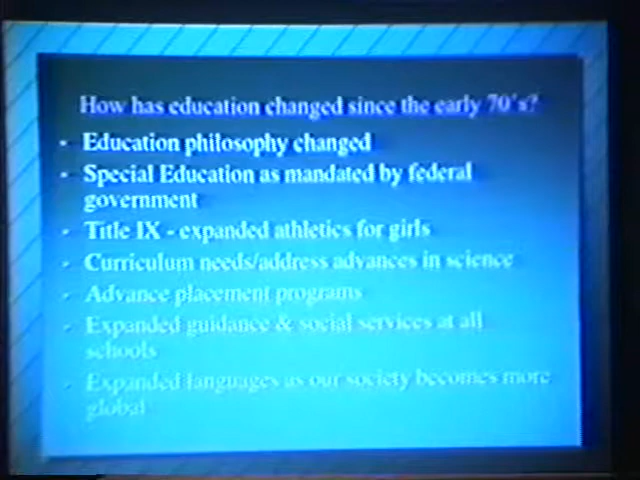 How has education changed since the early 70's?
• Education philosophy changed
• Special Education as mandated by federal
government
• Title IX - expanded athletics for girls
• Curriculum needs/address advances in science
• Advance placement programs
• Expanded guidance & social services at all
schools
• Expanded languages as our society becomes more
global